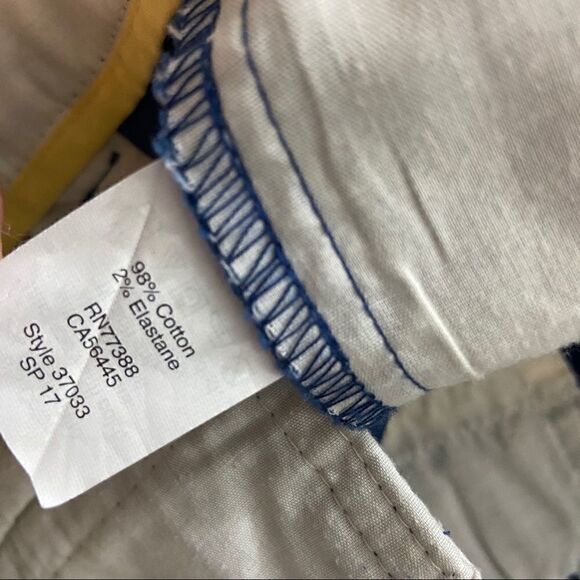 98% Cotton
2% Elastane
RN77388
CA56445
Style 37033
SP 17